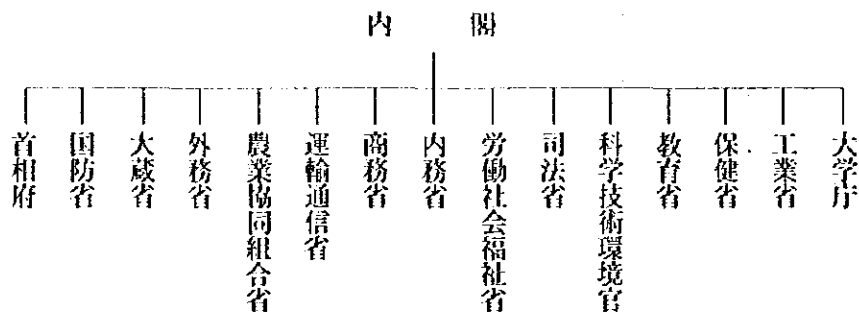 内閣
首相府
国防省
大蔵省
外務省
農業協同組合省
運輸通信省
商務省
内務省
労働社会福祉省
司法省
科学技術環境官
教育省
保健省
工業省
大学庁